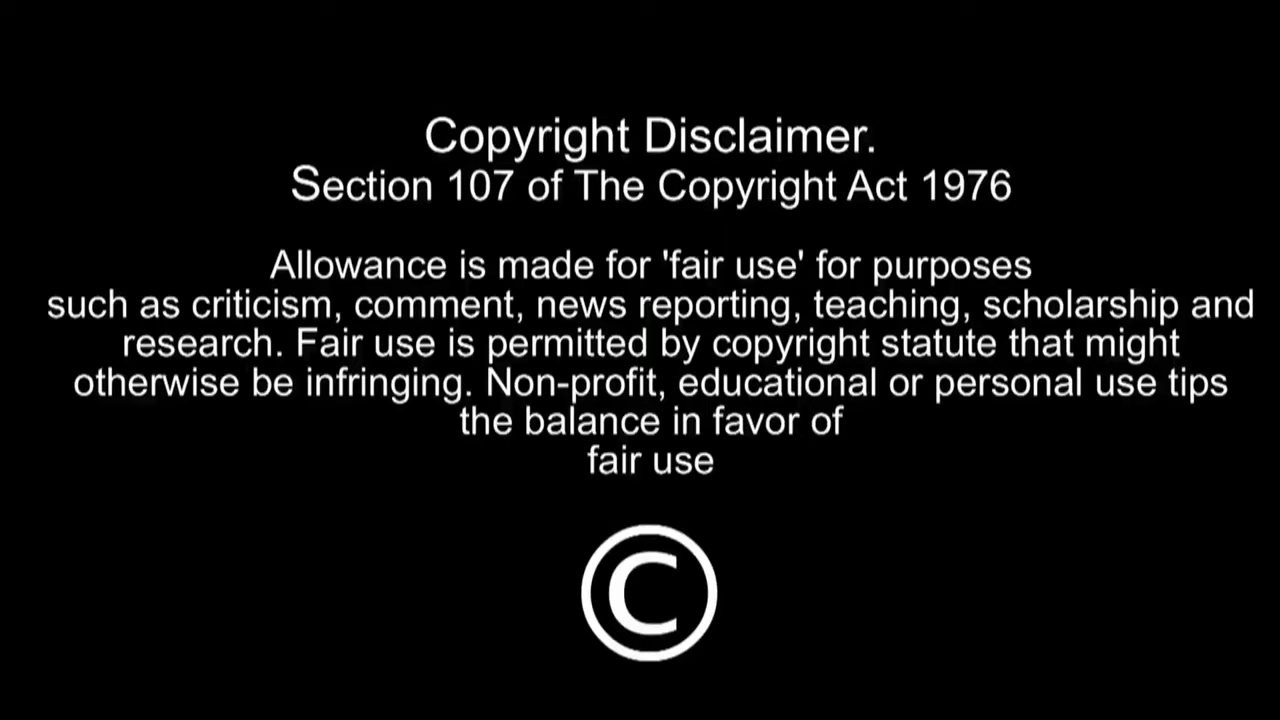 Copyright Disclaimer.
Section 107 of The Copyright Act 1976
Allowance is made for 'fair use' for purposes
such as criticism, comment, news reporting, teaching, scholarship and
research. Fair use is permitted by copyright statute that might
otherwise be infringing. Non-profit, educational or personal use tips
the balance in favor of
fair use
©